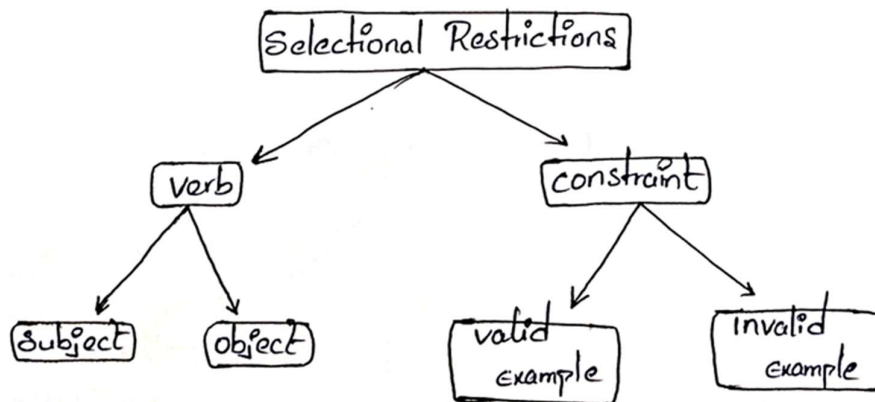 Selectional Restrictions
verb
constraint
subject
object
valid
example
invalid
example